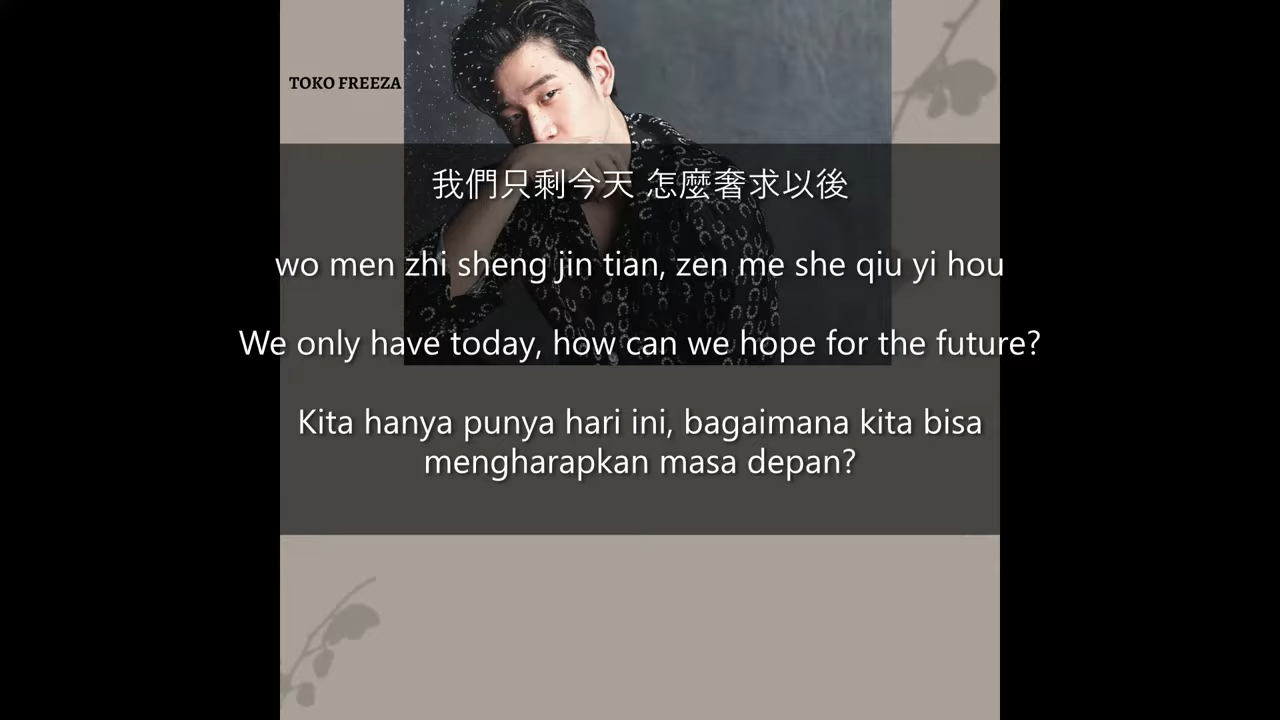 TOKO FREEZA
我們只剩今天 怎麼奢求以後
wo men zhi sheng jin tian, zen me she qiu yi hou
We only have today, how can we hope for the future?
Kita hanya punya hari ini, bagaimana kita bisa
mengharapkan masa depan?